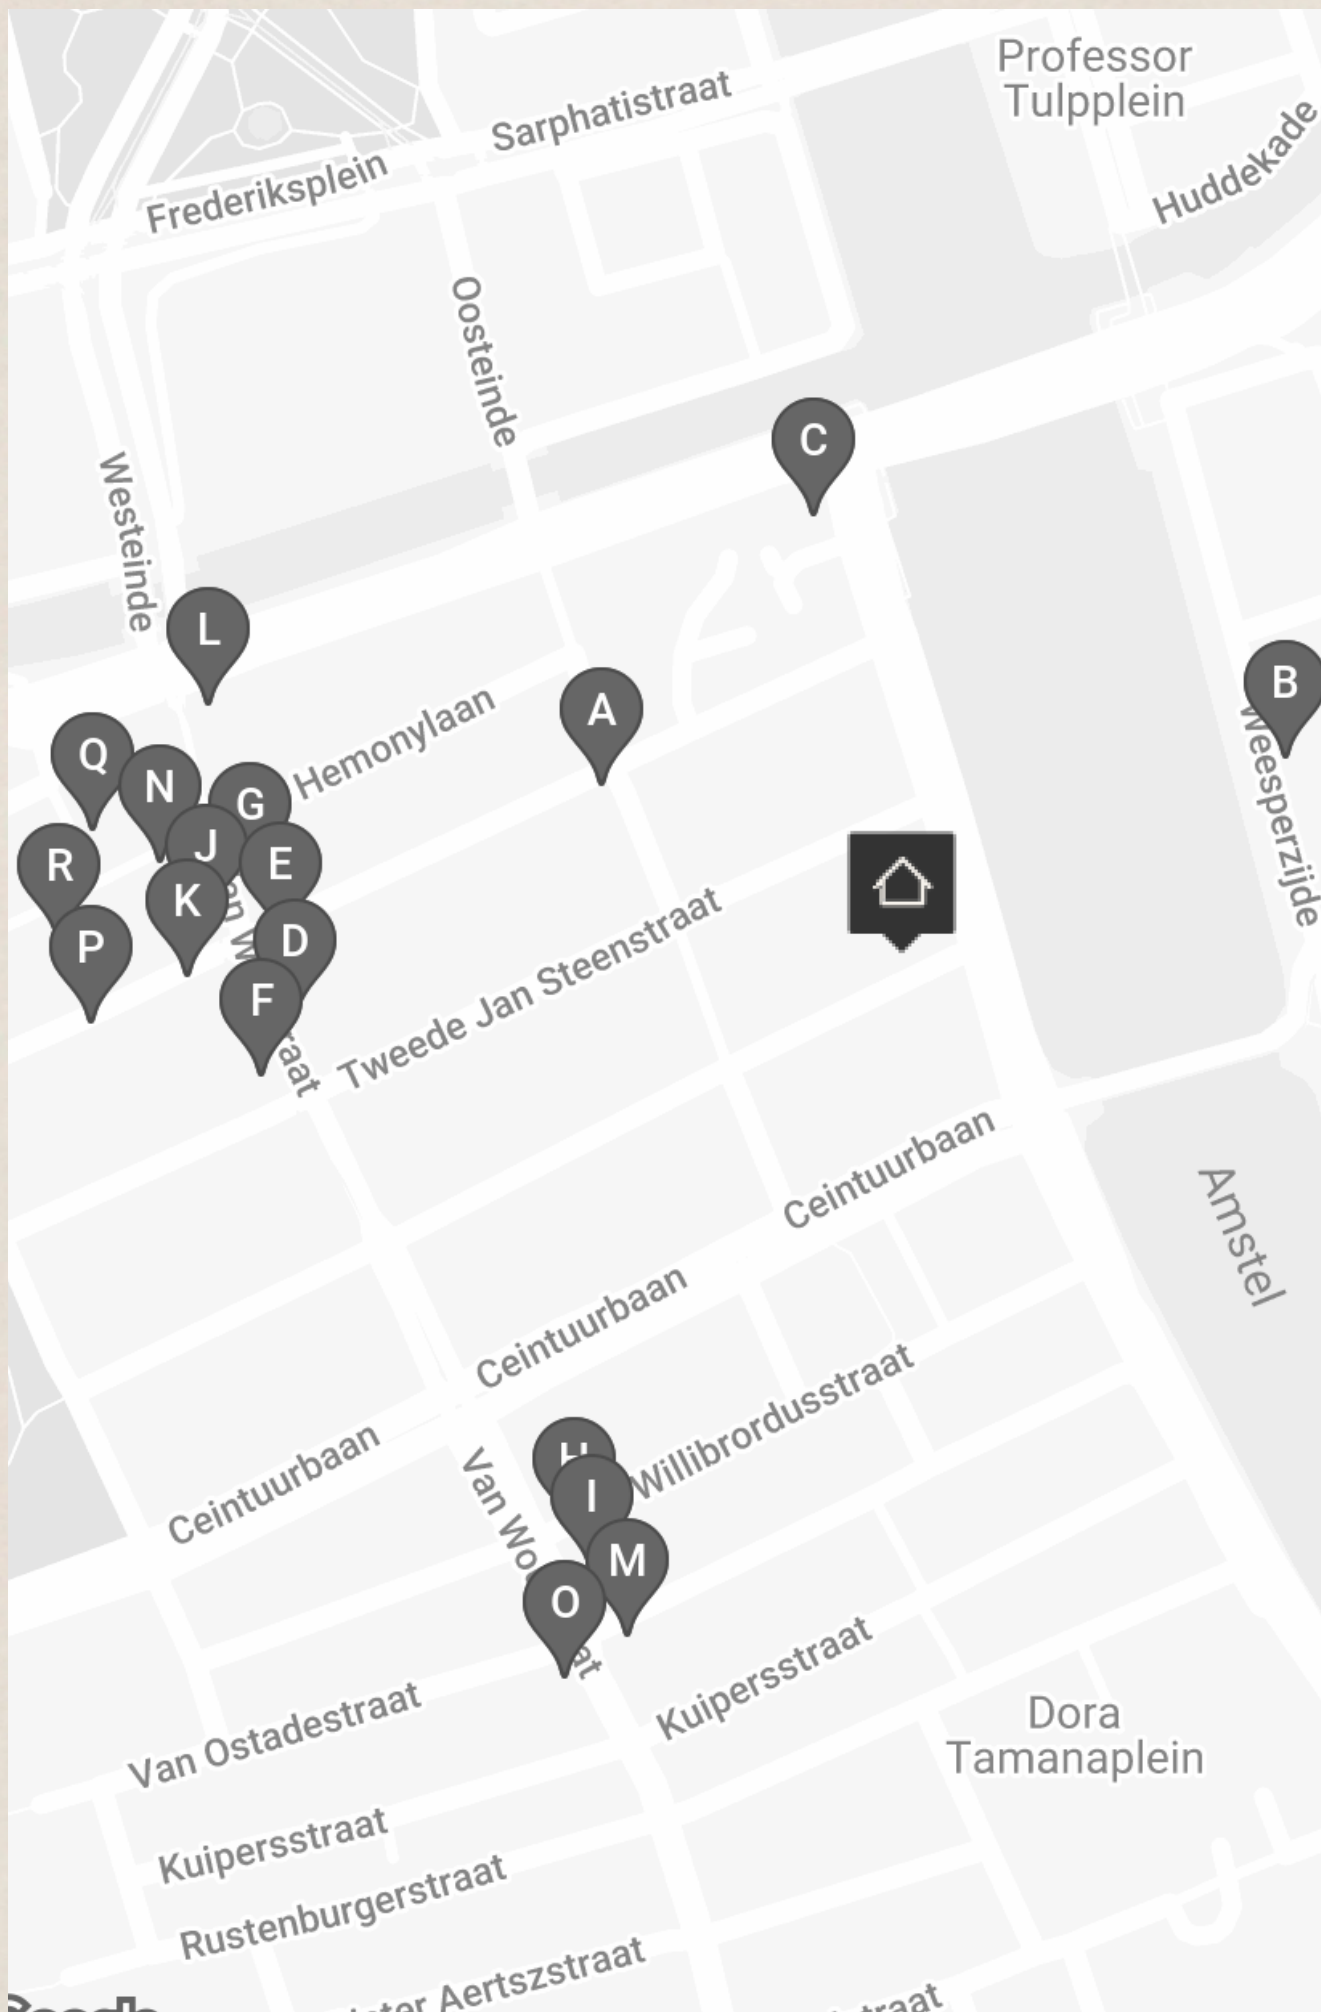 Professor
Tulpplein
Sarphatistraat
Huddekade
Frederiksplein
Oosteinde
C
Westeinde
L
B
A
Hemonylaan
Q
N
G
J
E
R
K
P
D
F
Weesperzijde
Tweede Jan Steenstraat
Ceintuurbaan
Amstel
Ceintuurbaan
Willibrordusstraat
Ceintuurbaan
H
I
M
O
Van Ostadestraat
Kuipersstraat
Dora
Tamanaplein
Kuipersstraat
Rustenburgerstraat
Aertszstraat